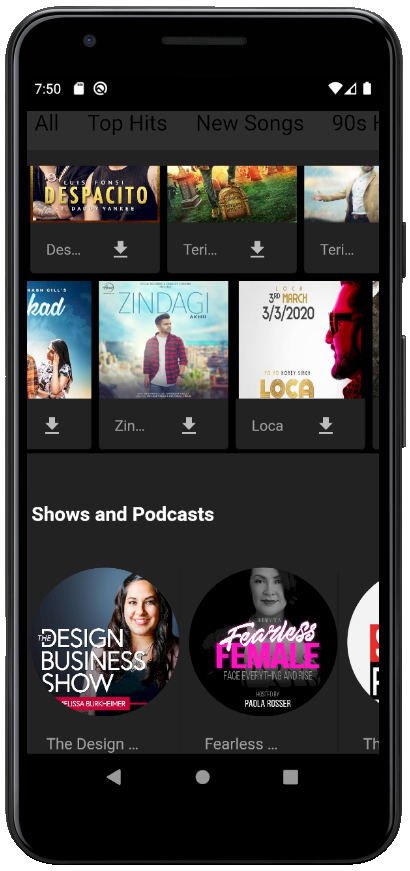 7:50
All Top Hits New Songs 90s H
LUIS FONSI
DESPACITO
FT. DADDY YANKEE
Des... Teri... Teri...
kad
ZINDAGI
AKHIL
LOCA
3RD MARCH
3/3/2020
YO YO HONEY SINGH
LOCA
Zin... Loca
Shows and Podcasts
THE DESIGN
BUSINESS
SHOW
MELISSA BURKHEIMER
Fearless
FEMALE
FACE EVERYTHING AND RISE
HOSTED BY
PAOLA ROSSER
The Design ... Fearless ... Th